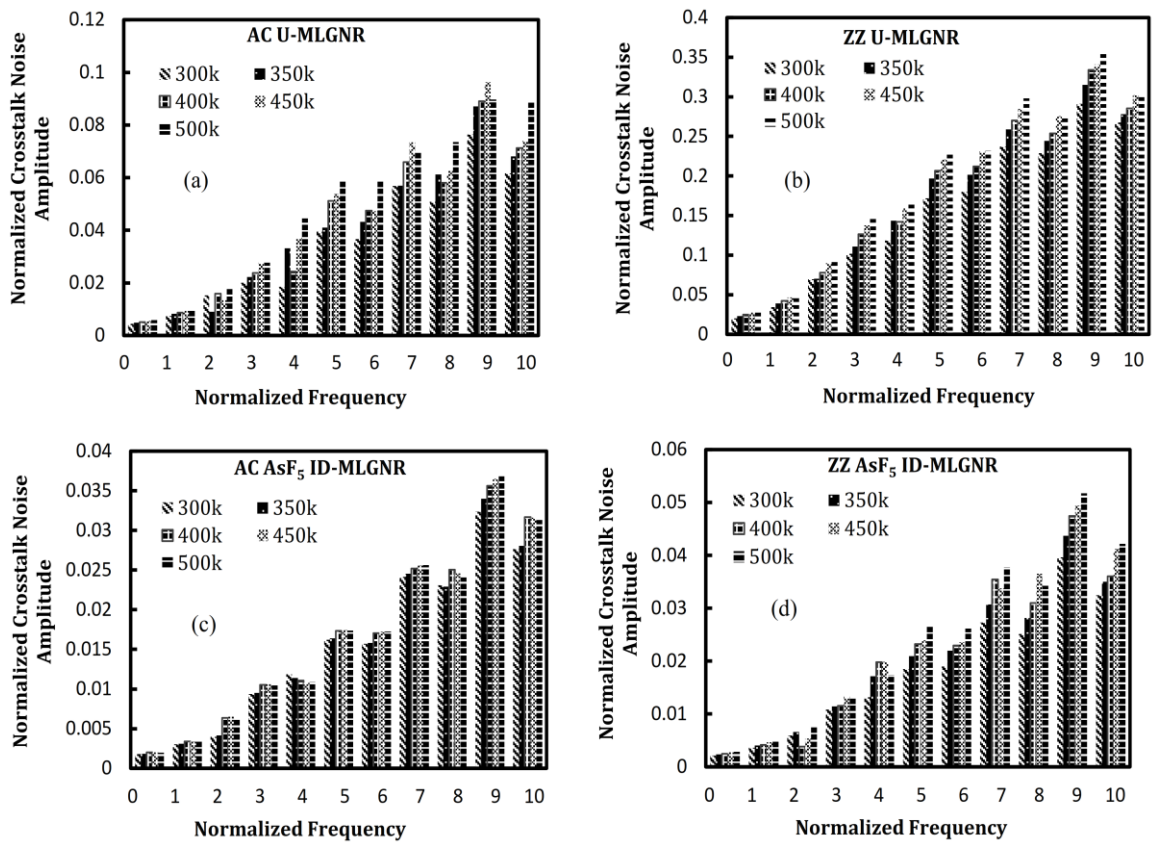 AC U-MLGNR
300k 350k
400k 450k
500k
(a)
0.12
0.1
0.08
0.06
0.04
0.02
0
0 1 2 3 4 5 6 7 8 9 10
Normalized Crosstalk Noise
Amplitude
Normalized Frequency
ZZ U-MLGNR
300k 350k
400k 450k
500k
(b)
0.4
0.35
0.3
0.25
0.2
0.15
0.1
0.05
0
0 1 2 3 4 5 6 7 8 9 10
Normalized Crosstalk Noise
Amplitude
Normalized Frequency
AC AsF₅ ID-MLGNR
300k 350k
400k 450k
500k
(c)
0.04
0.035
0.03
0.025
0.02
0.015
0.01
0.005
0
0 1 2 3 4 5 6 7 8 9 10
Normalized Crosstalk Noise
Amplitude
Normalized Frequency
ZZ AsF₅ ID-MLGNR
300k 350k
400k 450k
500k
(d)
0.06
0.05
0.04
0.03
0.02
0.01
0
0 1 2 3 4 5 6 7 8 9 10
Normalized Crosstalk Noise
Amplitude
Normalized Frequency